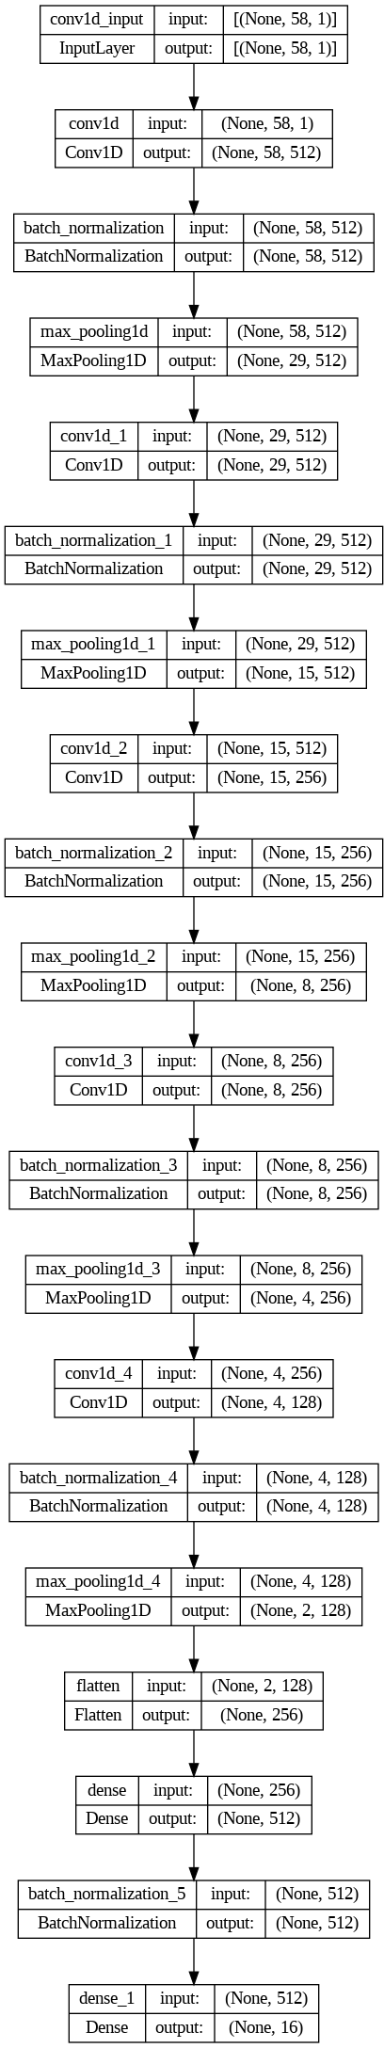 conv1d_input input: [(None, 58, 1)]
InputLayer output: [(None, 58, 1)]
conv1d input: (None, 58, 1)
Conv1D output: (None, 58, 512)
batch_normalization input: (None, 58, 512)
BatchNormalization output: (None, 58, 512)
max_pooling1d input: (None, 58, 512)
MaxPooling1D output: (None, 29, 512)
conv1d_1 input: (None, 29, 512)
Conv1D output: (None, 29, 512)
batch_normalization_1 input: (None, 29, 512)
BatchNormalization output: (None, 29, 512)
max_pooling1d_1 input: (None, 29, 512)
MaxPooling1D output: (None, 15, 512)
conv1d_2 input: (None, 15, 512)
Conv1D output: (None, 15, 256)
batch_normalization_2 input: (None, 15, 256)
BatchNormalization output: (None, 15, 256)
max_pooling1d_2 input: (None, 15, 256)
MaxPooling1D output: (None, 8, 256)
conv1d_3 input: (None, 8, 256)
Conv1D output: (None, 8, 256)
batch_normalization_3 input: (None, 8, 256)
BatchNormalization output: (None, 8, 256)
max_pooling1d_3 input: (None, 8, 256)
MaxPooling1D output: (None, 4, 256)
conv1d_4 input: (None, 4, 256)
Conv1D output: (None, 4, 128)
batch_normalization_4 input: (None, 4, 128)
BatchNormalization output: (None, 4, 128)
max_pooling1d_4 input: (None, 4, 128)
MaxPooling1D output: (None, 2, 128)
flatten input: (None, 2, 128)
Flatten output: (None, 256)
dense input: (None, 256)
Dense output: (None, 512)
batch_normalization_5 input: (None, 512)
BatchNormalization output: (None, 512)
dense_1 input: (None, 512)
Dense output: (None, 16)